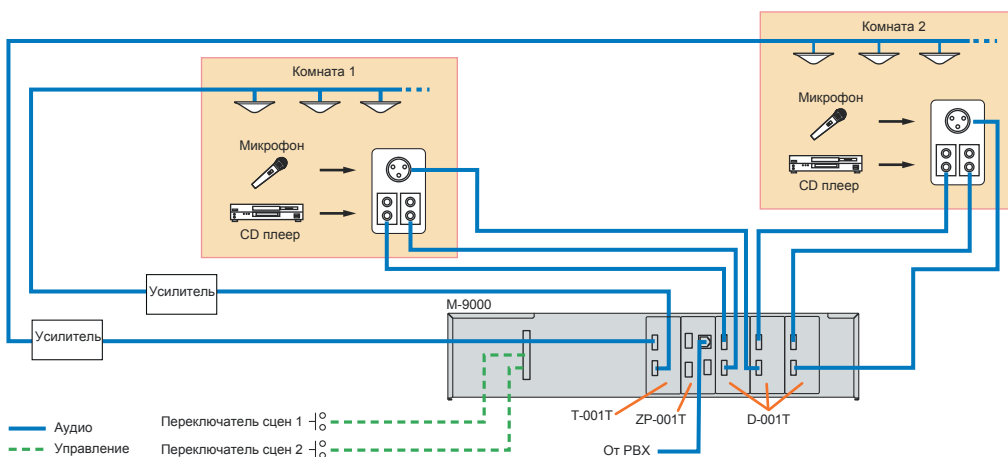 Комната 2
Комната 1
Микрофон
CD плеер
Микрофон
CD плеер
Усилитель
Усилитель
M-9000
T-001T
ZP-001T
D-001T
Аудио
Управление
Переключатель сцен 1
Переключатель сцен 2
От PBX